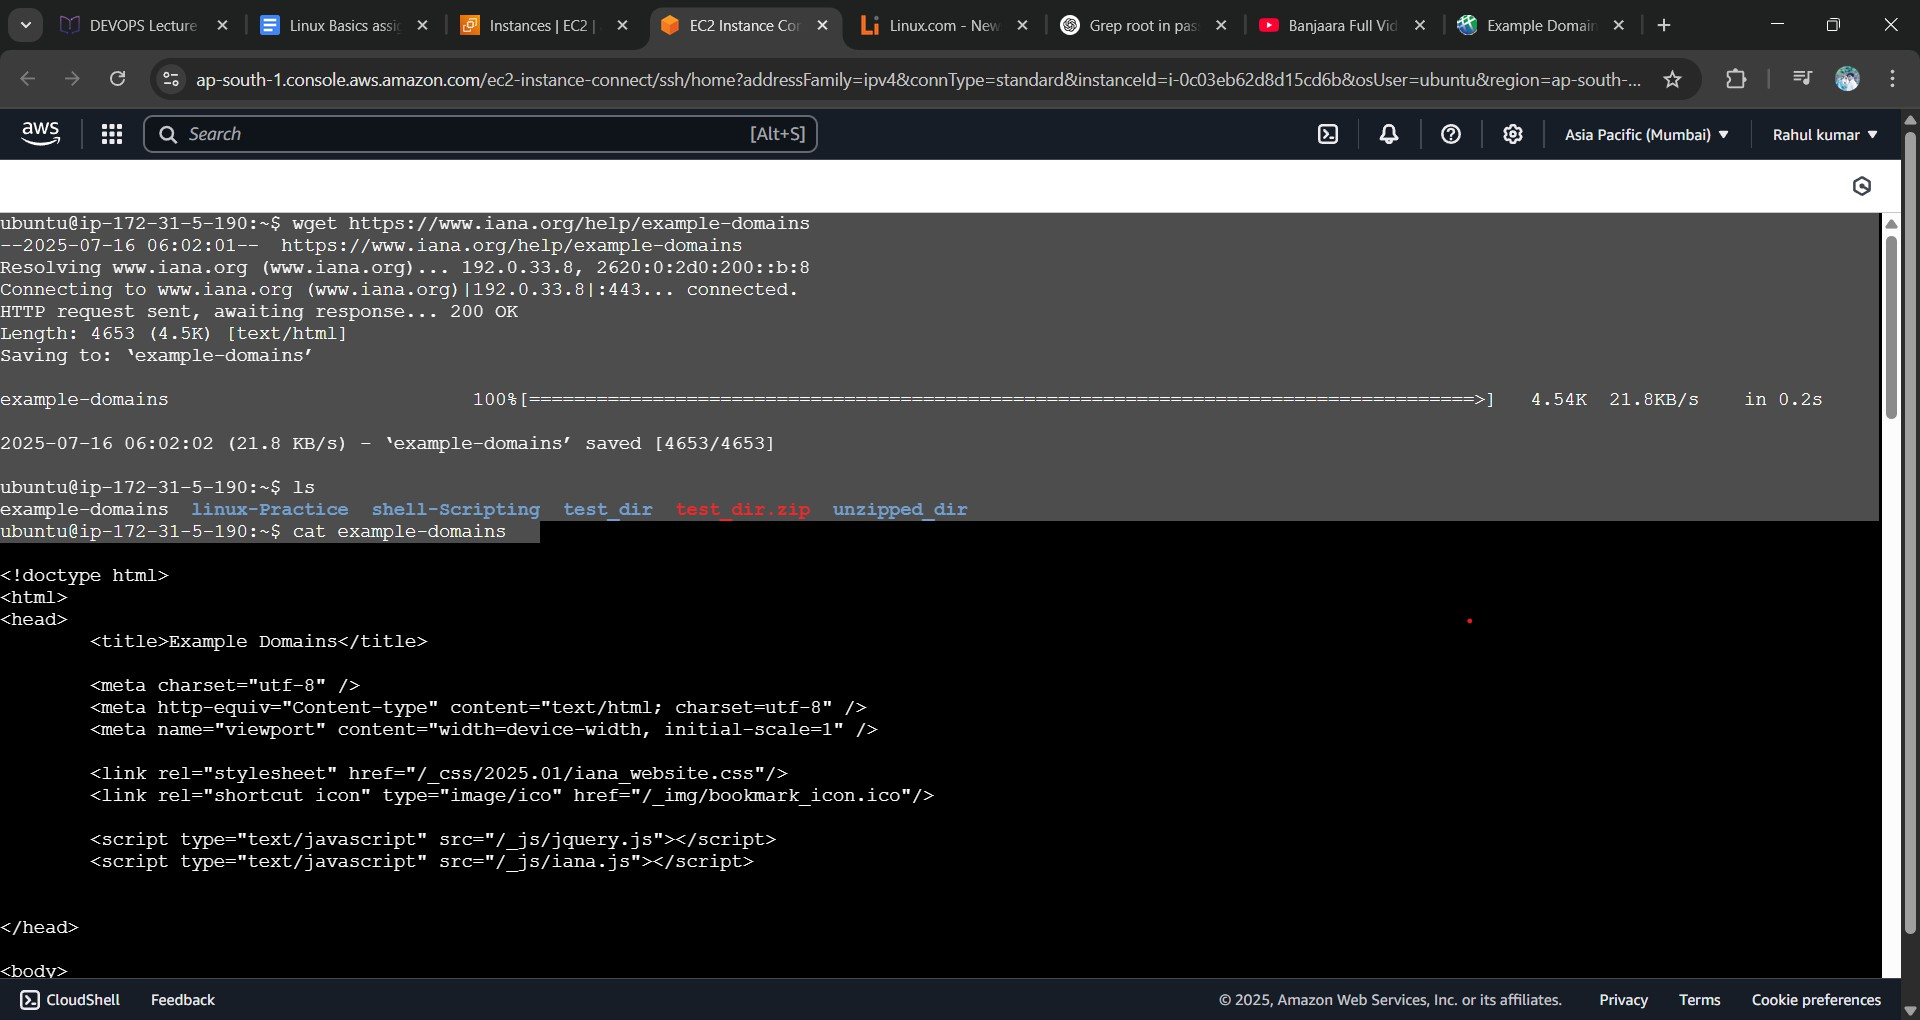 DEVOPS Lecture
Linux Basics assig
Instances | EC2 |
EC2 Instance Con
Linux.com - New
Grep root in pas
Banjaara Full Vid
Example Domain
ap-south-1.console.aws.amazon.com/ec2-instance-connect/ssh/home?addressFamily=ipv4&connType=standard&instanceId=i-0c03eb62d8d15cd6b&osUser=ubuntu&region=ap-south-...
aws
Search
[Alt+S]
Asia Pacific (Mumbai)
Rahul kumar
ubuntu@ip-172-31-5-190:~$ wget https://www.iana.org/help/example-domains
--2025-07-16 06:02:01--  https://www.iana.org/help/example-domains
Resolving www.iana.org (www.iana.org)... 192.0.33.8, 2620:0:2d0:200::b:8
Connecting to www.iana.org (www.iana.org)|192.0.33.8|:443... connected.
HTTP request sent, awaiting response... 200 OK
Length: 4653 (4.5K) [text/html]
Saving to: ‘example-domains’
example-domains 100%[====================================================================================>] 4.54K 21.8KB/s in 0.2s
2025-07-16 06:02:02 (21.8 KB/s) - ‘example-domains’ saved [4653/4653]
ubuntu@ip-172-31-5-190:~$ ls
example-domains  linux-Practice  shell-Scripting  test_dir  test_dir.zip  unzipped_dir
ubuntu@ip-172-31-5-190:~$ cat example-domains
<!doctype html>
<html>
<head>
<title>Example Domains</title>
<meta charset="utf-8" />
<meta http-equiv="Content-type" content="text/html; charset=utf-8" />
<meta name="viewport" content="width=device-width, initial-scale=1" />
<link rel="stylesheet" href="/_css/2025.01/iana_website.css"/>
<link rel="shortcut icon" type="image/ico" href="/_img/bookmark_icon.ico"/>
<script type="text/javascript" src="/_js/jquery.js"></script>
<script type="text/javascript" src="/_js/iana.js"></script>
</head>
<body>
CloudShell
Feedback
© 2025, Amazon Web Services, Inc. or its affiliates.
Privacy
Terms
Cookie preferences